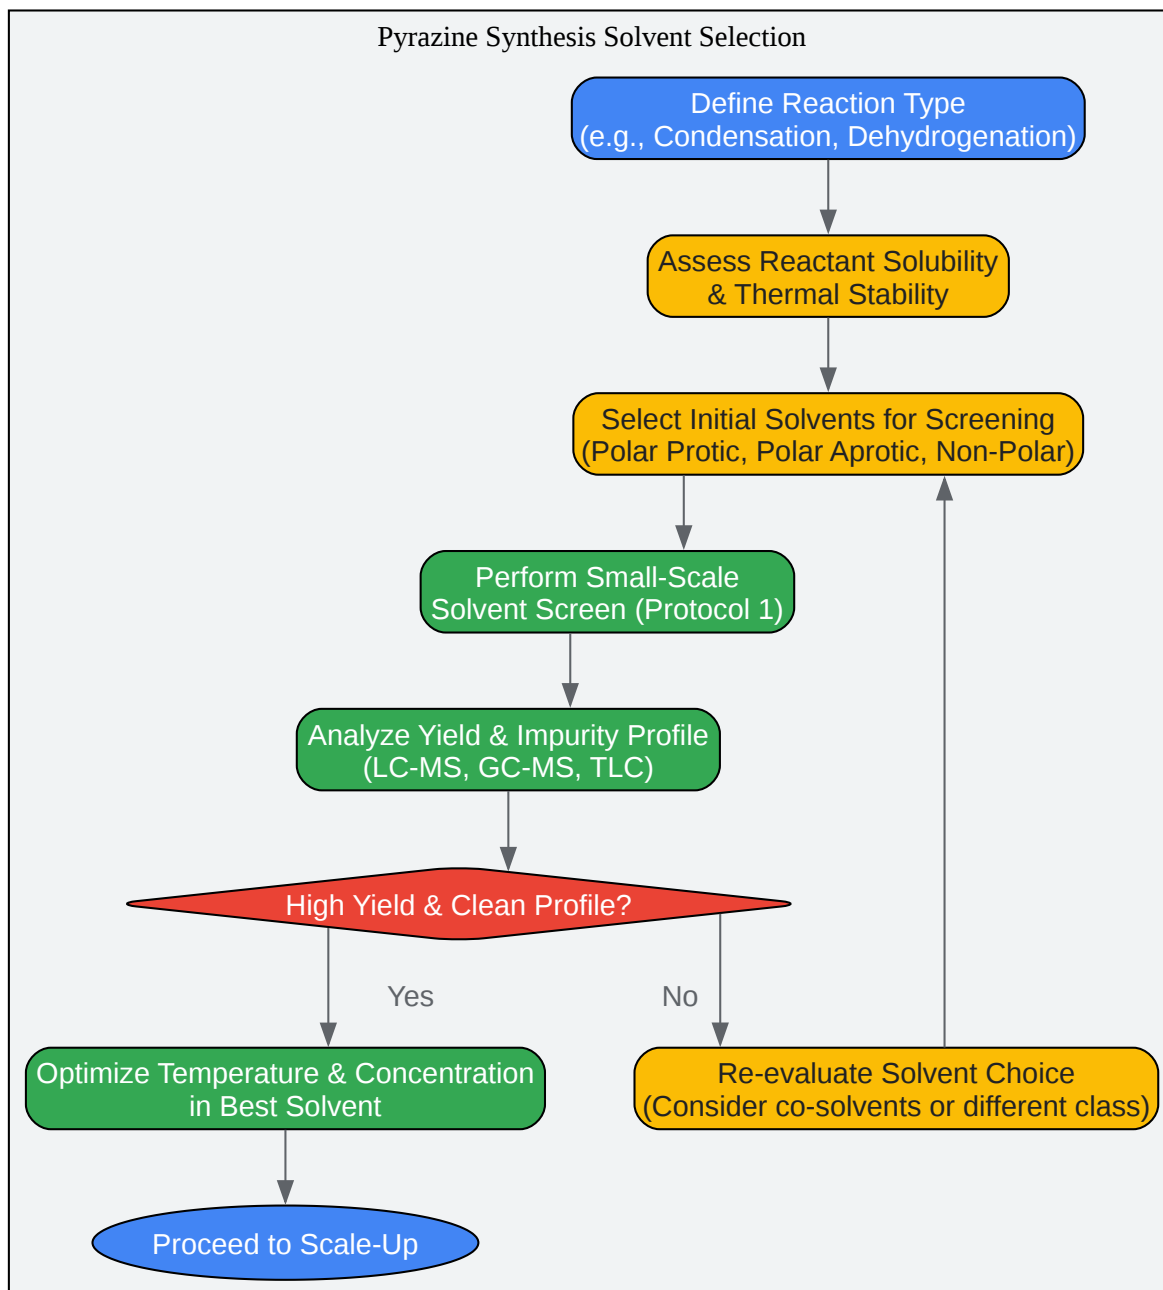 Pyrazine Synthesis Solvent Selection
Define Reaction Type
(e.g., Condensation, Dehydrogenation)
Assess Reactant Solubility
& Thermal Stability
Select Initial Solvents for Screening
(Polar Protic, Polar Aprotic, Non-Polar)
Perform Small-Scale
Solvent Screen (Protocol 1)
Analyze Yield & Impurity Profile
(LC-MS, GC-MS, TLC)
High Yield & Clean Profile?
Yes
No
Optimize Temperature & Concentration
in Best Solvent
Re-evaluate Solvent Choice
(Consider co-solvents or different class)
Proceed to Scale-Up